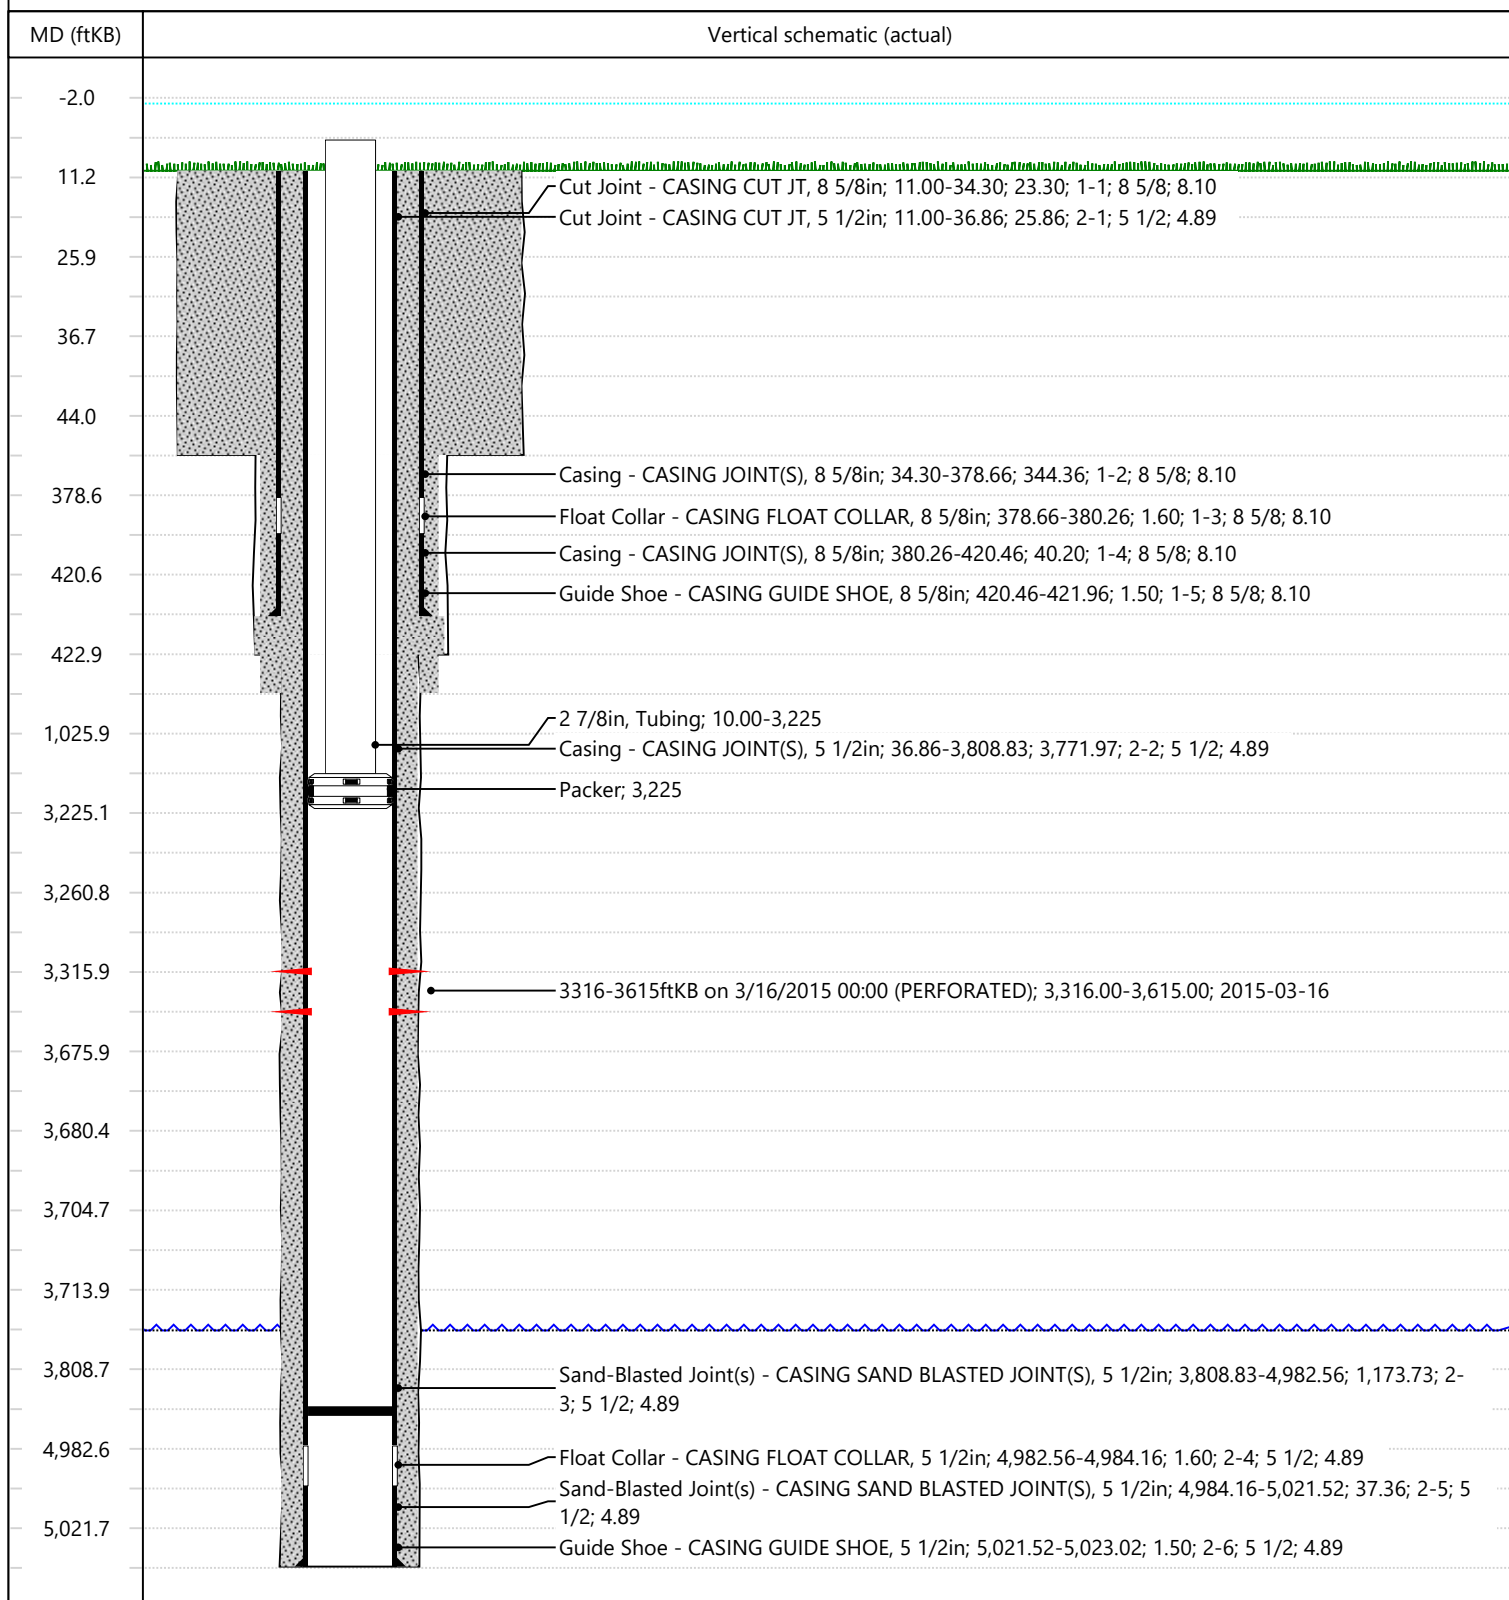 MD (ftKB)
Vertical schematic (actual)
-2.0
11.2
Cut Joint - CASING CUT JT, 8 5/8in; 11.00-34.30; 23.30; 1-1; 8 5/8; 8.10
Cut Joint - CASING CUT JT, 5 1/2in; 11.00-36.86; 25.86; 2-1; 5 1/2; 4.89
25.9
36.7
44.0
Casing - CASING JOINT(S), 8 5/8in; 34.30-378.66; 344.36; 1-2; 8 5/8; 8.10
378.6
Float Collar - CASING FLOAT COLLAR, 8 5/8in; 378.66-380.26; 1.60; 1-3; 8 5/8; 8.10
Casing - CASING JOINT(S), 8 5/8in; 380.26-420.46; 40.20; 1-4; 8 5/8; 8.10
420.6
Guide Shoe - CASING GUIDE SHOE, 8 5/8in; 420.46-421.96; 1.50; 1-5; 8 5/8; 8.10
422.9
2 7/8in, Tubing; 10.00-3,225
1,025.9
Casing - CASING JOINT(S), 5 1/2in; 36.86-3,808.83; 3,771.97; 2-2; 5 1/2; 4.89
Packer; 3,225
3,225.1
3,260.8
3,315.9
3316-3615ftKB on 3/16/2015 00:00 (PERFORATED); 3,316.00-3,615.00; 2015-03-16
3,675.9
3,680.4
3,704.7
3,713.9
3,808.7
Sand-Blasted Joint(s) - CASING SAND BLASTED JOINT(S), 5 1/2in; 3,808.83-4,982.56; 1,173.73; 2-
3; 5 1/2; 4.89
4,982.6
Float Collar - CASING FLOAT COLLAR, 5 1/2in; 4,982.56-4,984.16; 1.60; 2-4; 5 1/2; 4.89
Sand-Blasted Joint(s) - CASING SAND BLASTED JOINT(S), 5 1/2in; 4,984.16-5,021.52; 37.36; 2-5; 5
1/2; 4.89
5,021.7
Guide Shoe - CASING GUIDE SHOE, 5 1/2in; 5,021.52-5,023.02; 1.50; 2-6; 5 1/2; 4.89